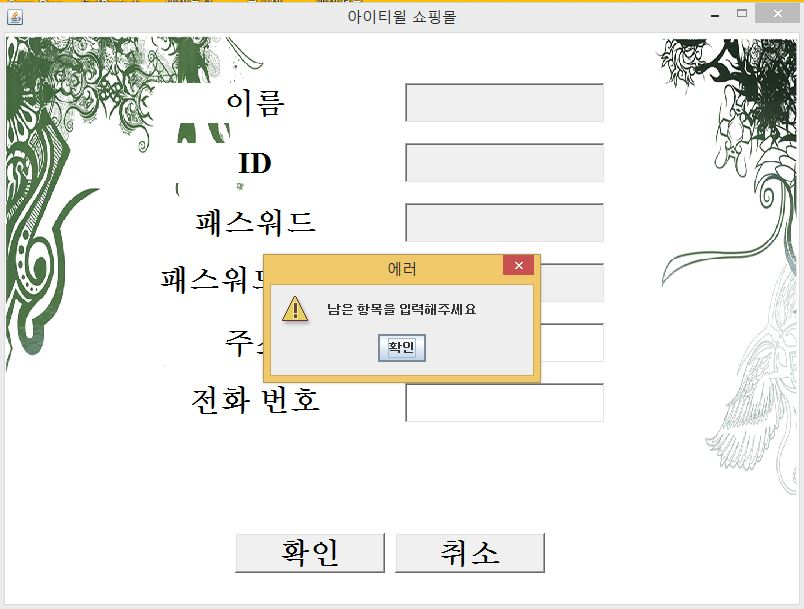 아이티윌 쇼핑몰
이름
ID
패스워드
패스워드
에러
남은 항목을 입력해주세요
확인
전화 번호
확인
취소